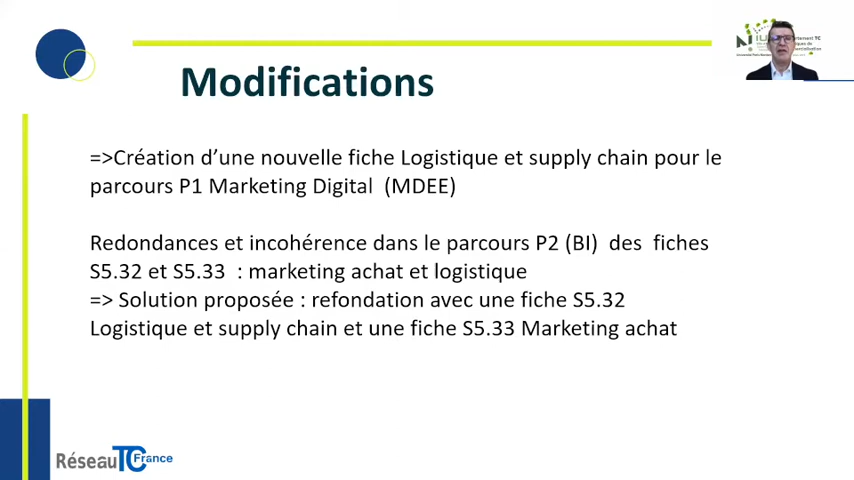 Modifications
=>Création d’une nouvelle fiche Logistique et supply chain pour le
parcours P1 Marketing Digital (MDEE)
Redondances et incohérence dans le parcours P2 (BI) des fiches
S5.32 et S5.33 : marketing achat et logistique
=> Solution proposée : refondation avec une fiche S5.32
Logistique et supply chain et une fiche S5.33 Marketing achat
Réseau TC France